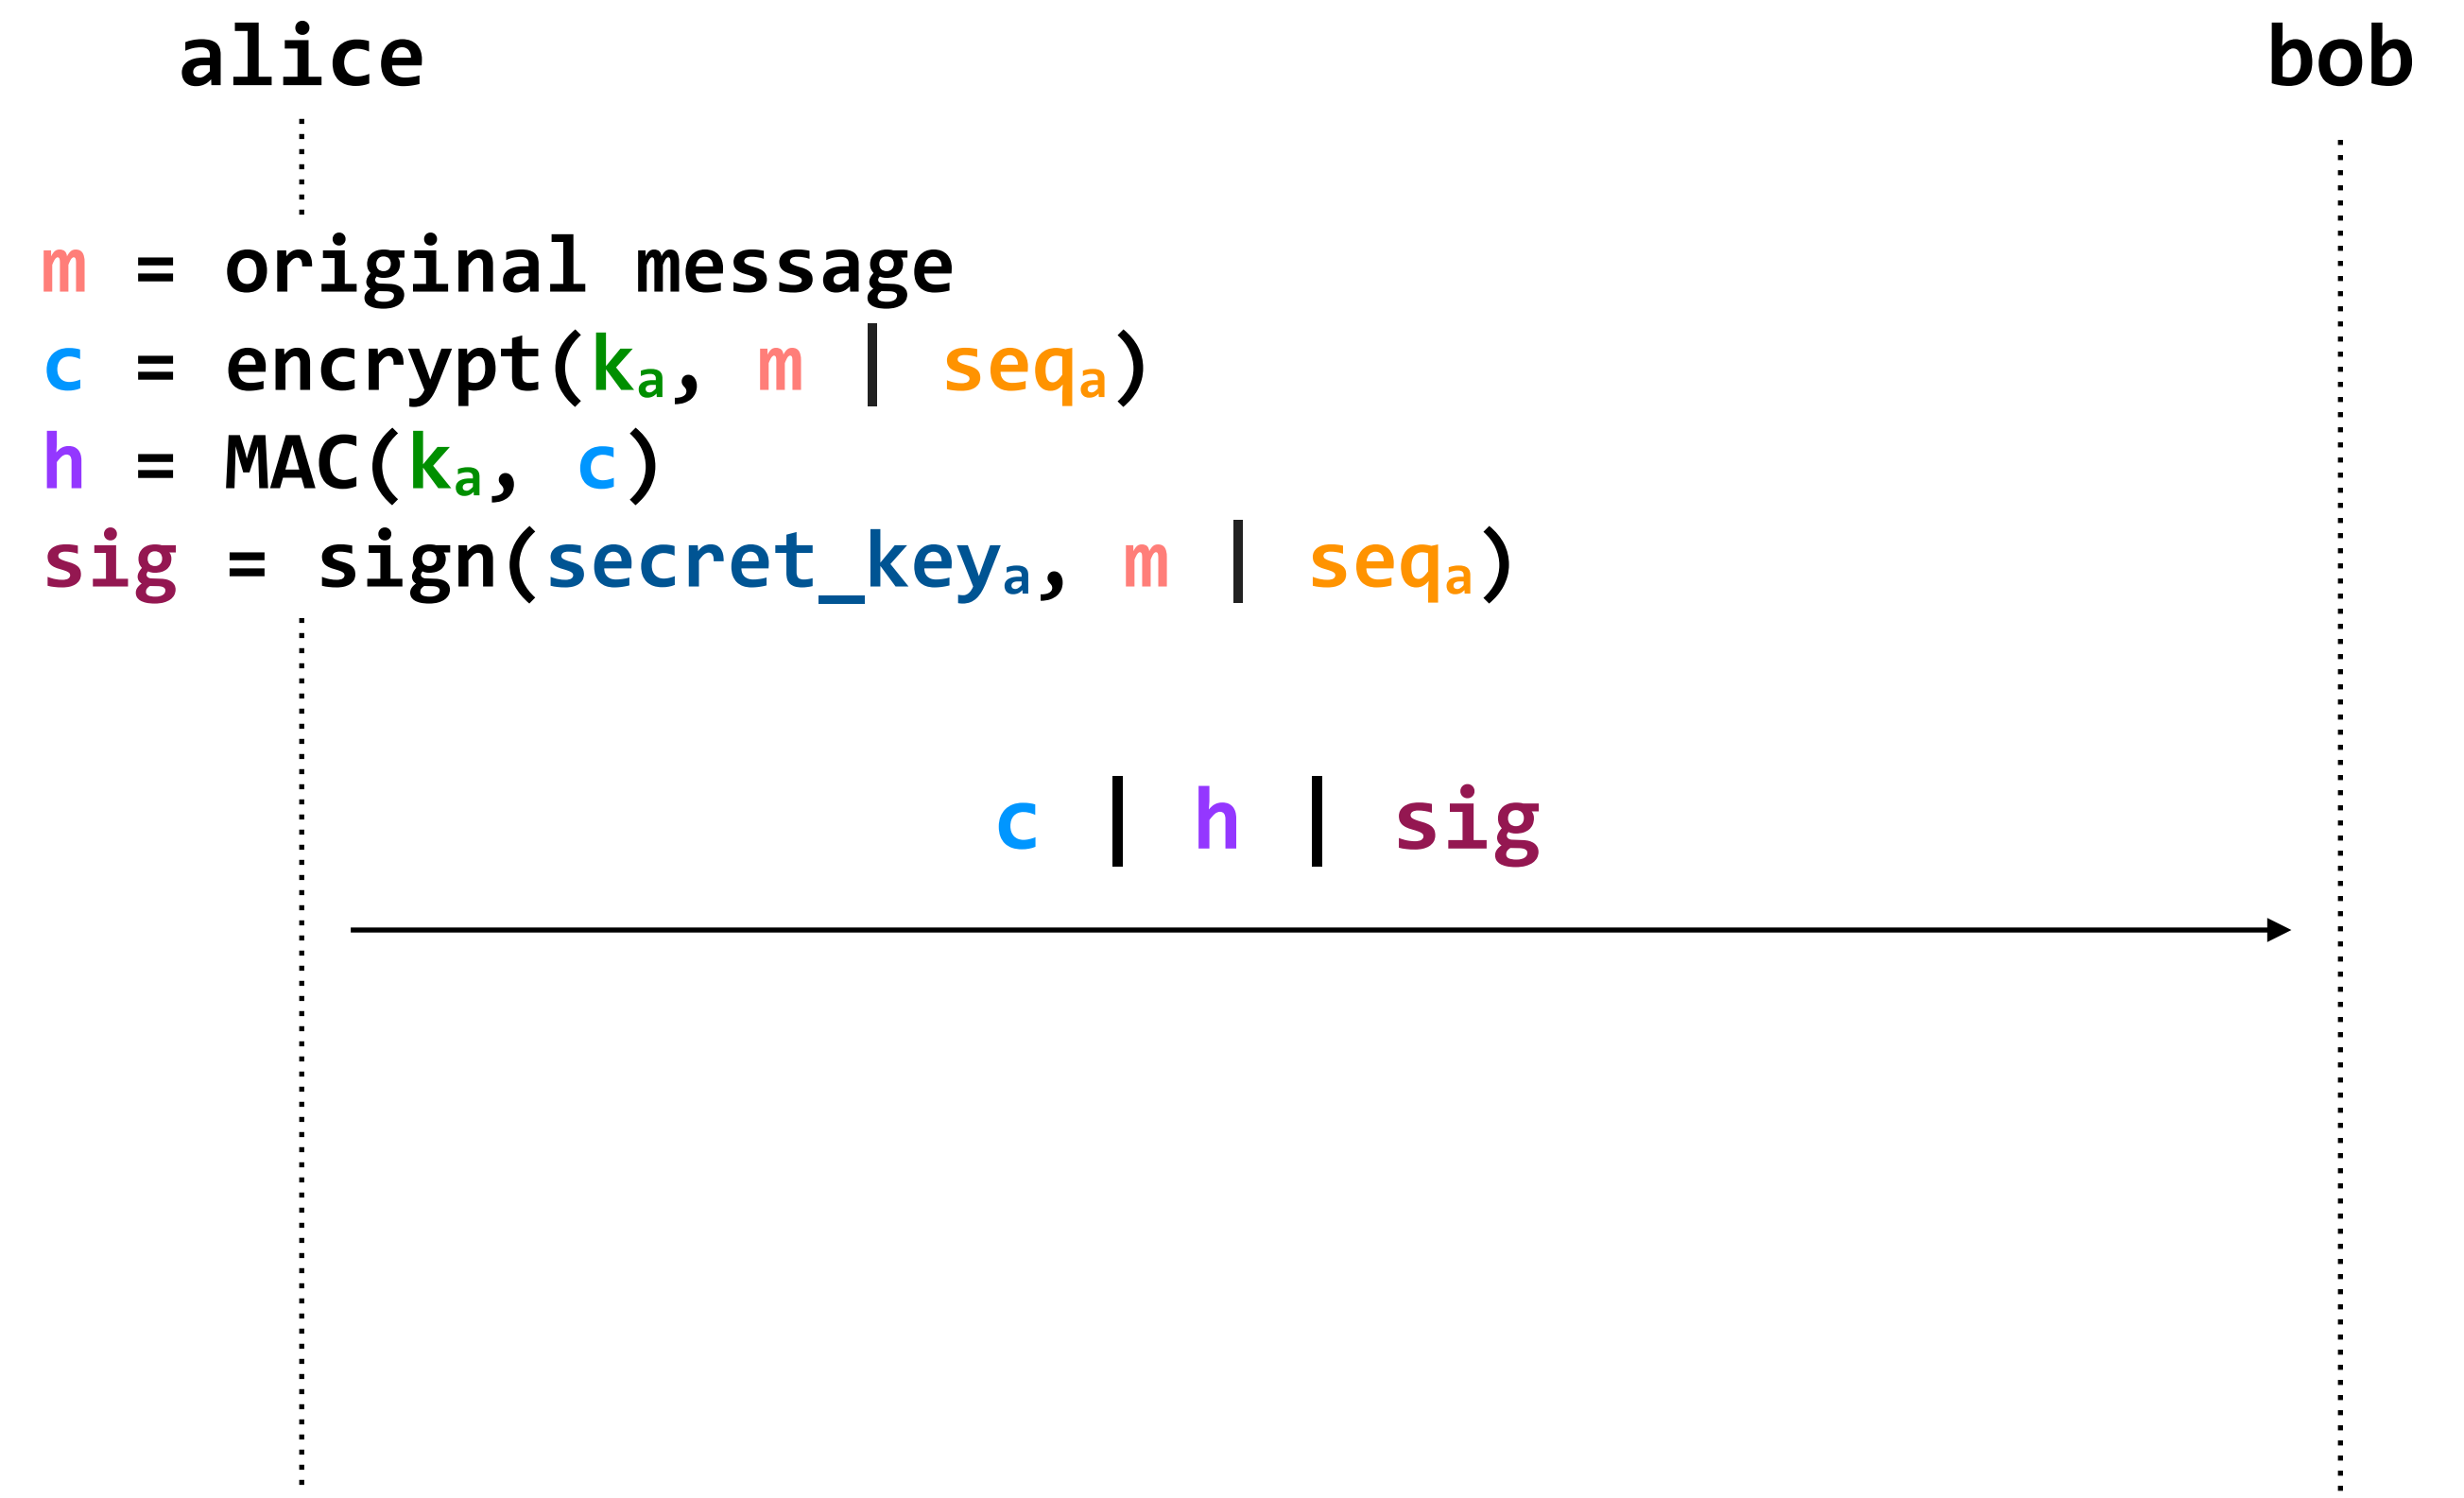 alice bob
m = original message
c = encrypt(kₐ, m | seqₐ)
h = MAC(kₐ, c)
sig = sign(secret_keyₐ, m | seqₐ)
c | h | sig